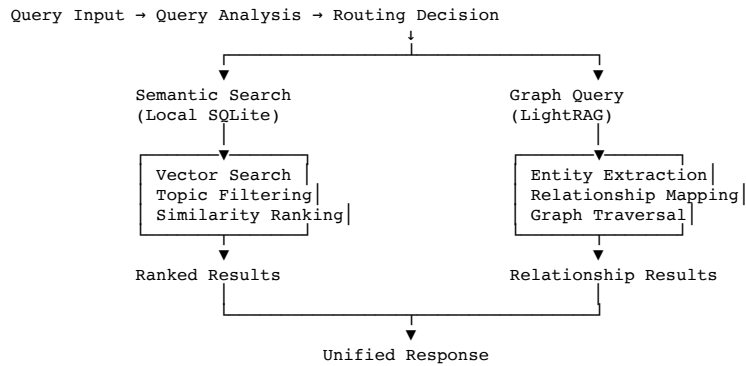 Query Input → Query Analysis → Routing Decision
Semantic Search
(Local SQLite)
Graph Query
(LightRAG)
Vector Search
Topic Filtering
Similarity Ranking
Entity Extraction
Relationship Mapping
Graph Traversal
Ranked Results
Relationship Results
Unified Response